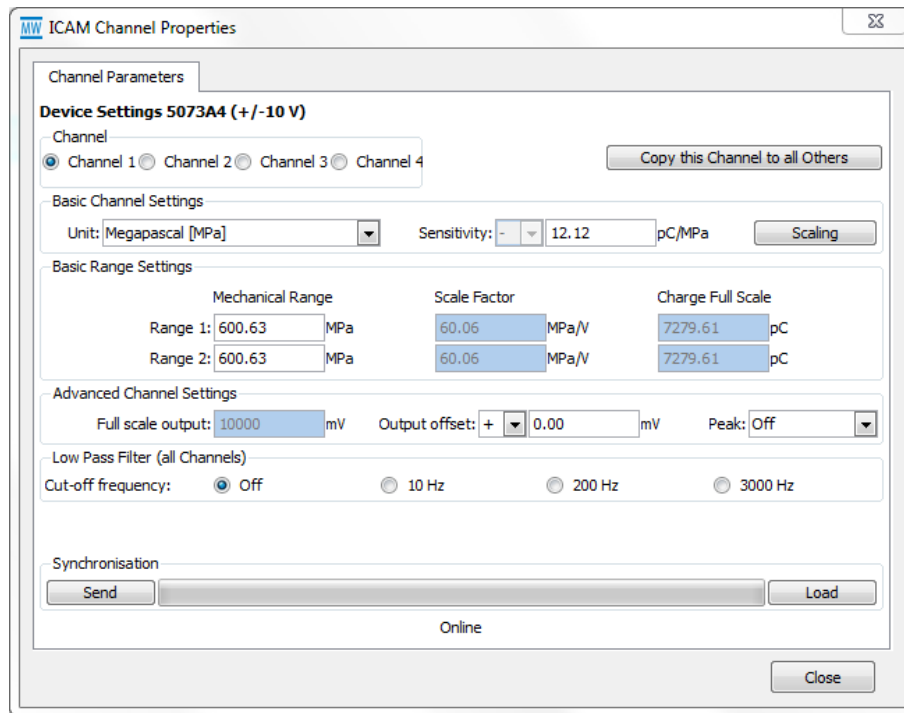 MW ICAM Channel Properties
Channel Parameters
Device Settings 5073A4 (+/-10 V)
Channel
Channel 1 Channel 2 Channel 3 Channel 4
Copy this Channel to all Others
Basic Channel Settings
Unit: Megapascal [MPa] Sensitivity: - 12.12 pC/MPa Scaling
Basic Range Settings
Mechanical Range Scale Factor Charge Full Scale
Range 1: 600.63 MPa 60.06 MPa/V 7279.61 pC
Range 2: 600.63 MPa 60.06 MPa/V 7279.61 pC
Advanced Channel Settings
Full scale output: 10000 mV Output offset: + 0.00 mV Peak: Off
Low Pass Filter (all Channels)
Cut-off frequency: Off 10 Hz 200 Hz 3000 Hz
Synchronisation
Send Load
Online
Close